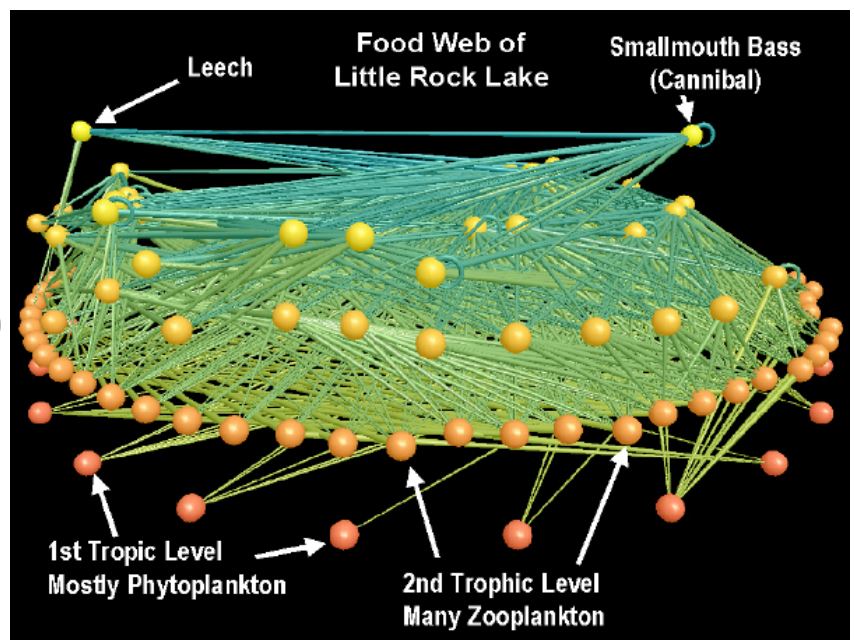 Food Web of
Little Rock Lake
Leech
Smallmouth Bass
(Cannibal)
1st Tropic Level
Mostly Phytoplankton
2nd Trophic Level
Many Zooplankton